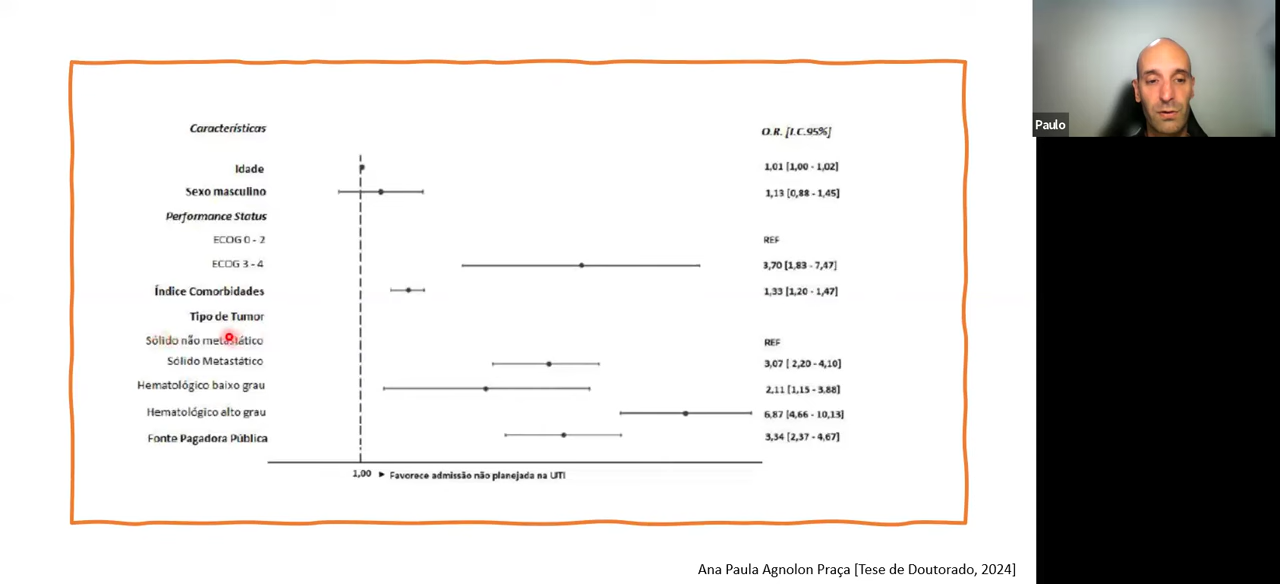 Paulo
Características O.R. [I.C.95%]
Idade 1,01 [1,00 - 1,02]
Sexo masculino 1,13 [0,88 - 1,45]
Performance Status
ECOG 0 - 2 REF
ECOG 3 - 4 3,70 [1,83 - 7,47]
Índice Comorbidades 1,33 [1,20 - 1,47]
Tipo de Tumor
Sólido não metastático REF
Sólido Metastático 3,07 [ 2,20 - 4,10]
Hematológico baixo grau 2,11 [1,15 - 3,88]
Hematológico alto grau 6,87 [4,66 - 10,13]
Fonte Pagadora Pública 3,34 [2,37 - 4,67]
1,00 ► Favorece admissão não planejada na UTI
Ana Paula Agnolon Praça [Tese de Doutorado, 2024]